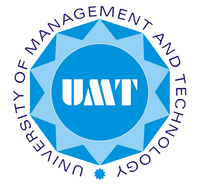 UNIVERSITY OF MANAGEMENT AND TECHNOLOGY
UMT